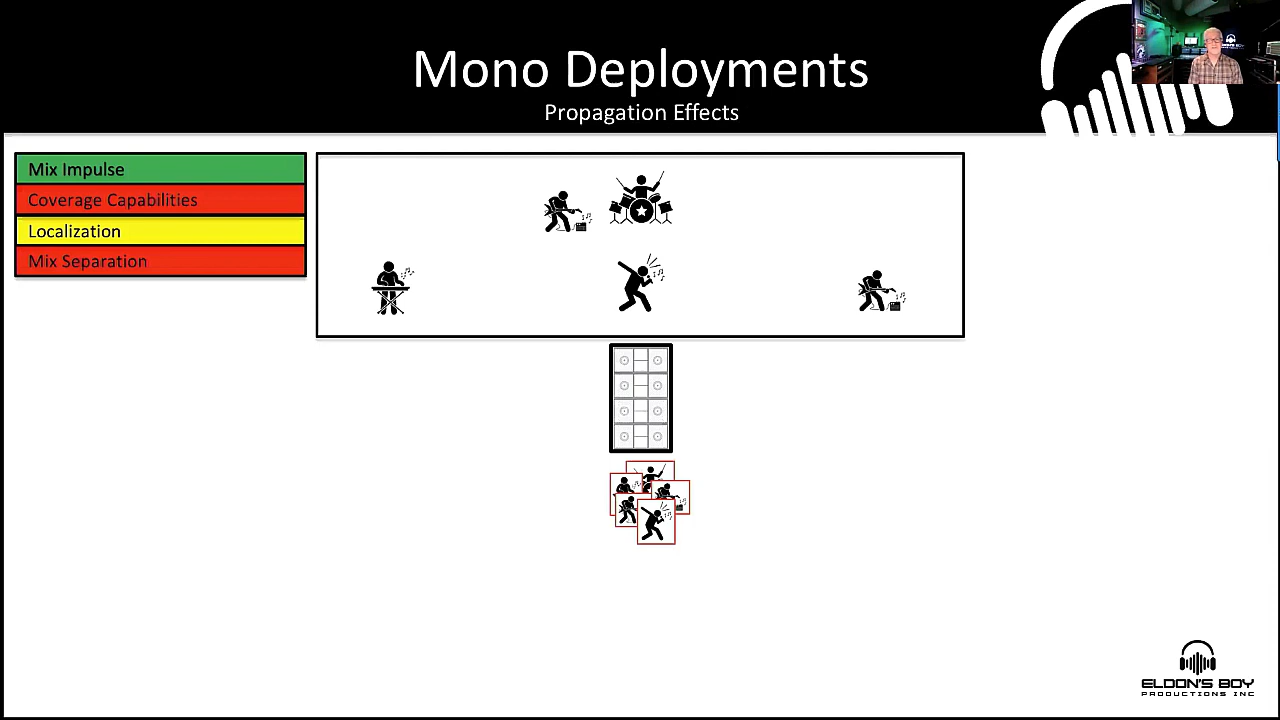 Mono Deployments
Propagation Effects
Mix Impulse
Coverage Capabilities
Localization
Mix Separation
ELDON'S BOY
PRODUCTIONS INC